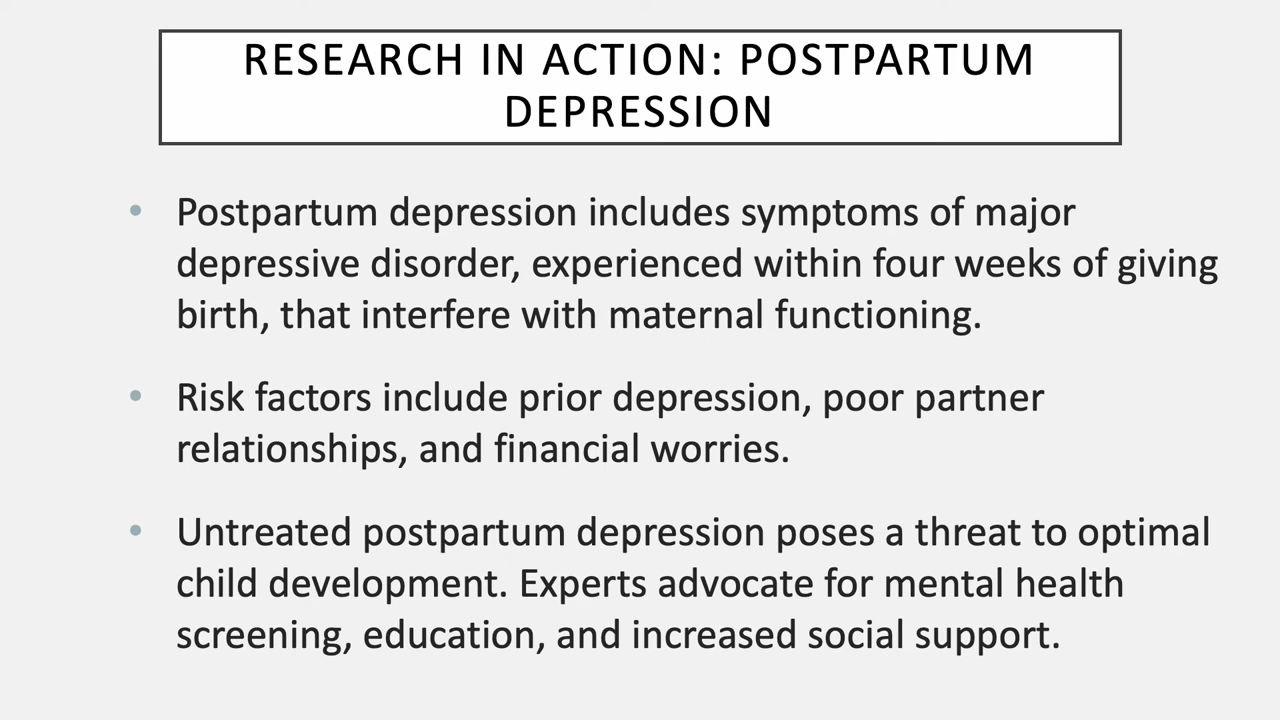 RESEARCH IN ACTION: POSTPARTUM
DEPRESSION
• Postpartum depression includes symptoms of major
depressive disorder, experienced within four weeks of giving
birth, that interfere with maternal functioning.
• Risk factors include prior depression, poor partner
relationships, and financial worries.
• Untreated postpartum depression poses a threat to optimal
child development. Experts advocate for mental health
screening, education, and increased social support.